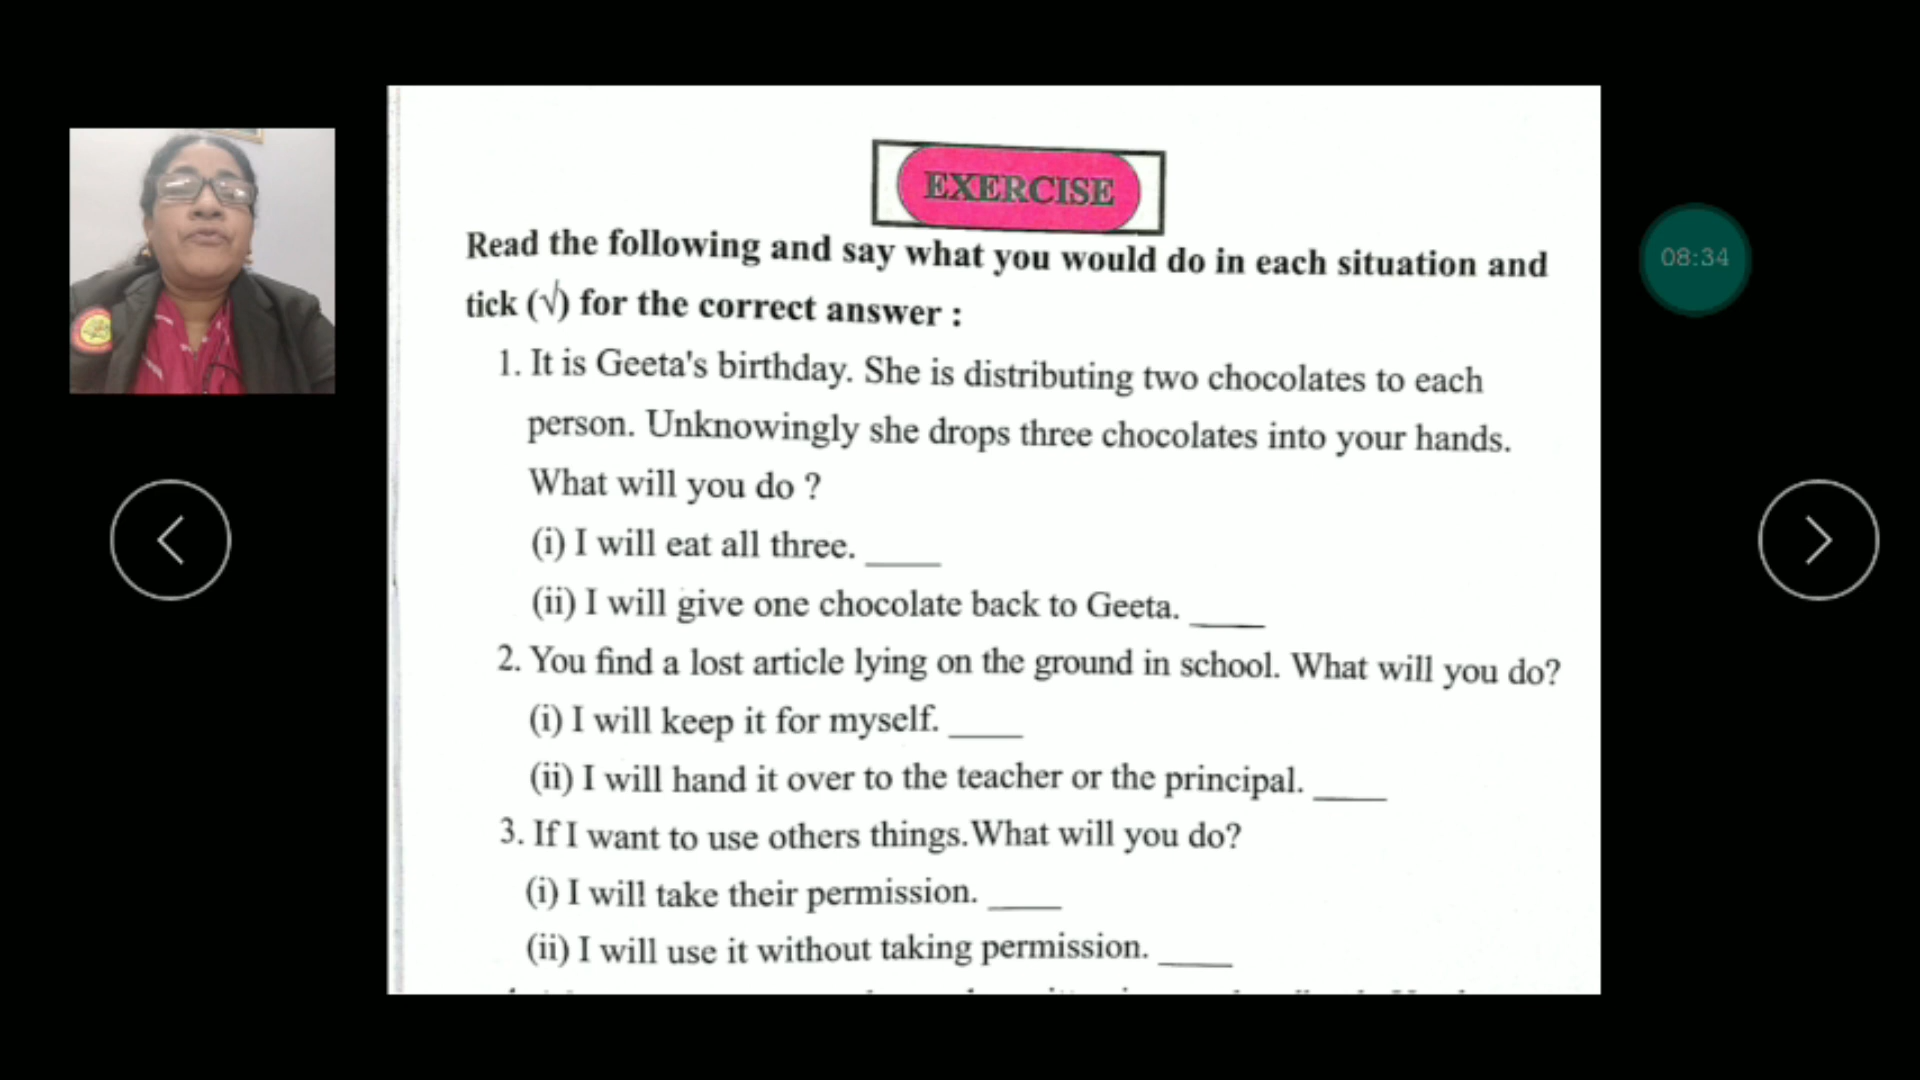 EXERCISE
Read the following and say what you would do in each situation and
tick (√) for the correct answer :
08:34
1. It is Geeta's birthday. She is distributing two chocolates to each
person. Unknowingly she drops three chocolates into your hands.
What will you do ?
(i) I will eat all three. ____
(ii) I will give one chocolate back to Geeta. ____
2. You find a lost article lying on the ground in school. What will you do?
(i) I will keep it for myself. ____
(ii) I will hand it over to the teacher or the principal. ____
3. If I want to use others things.What will you do?
(i) I will take their permission. ____
(ii) I will use it without taking permission. ____